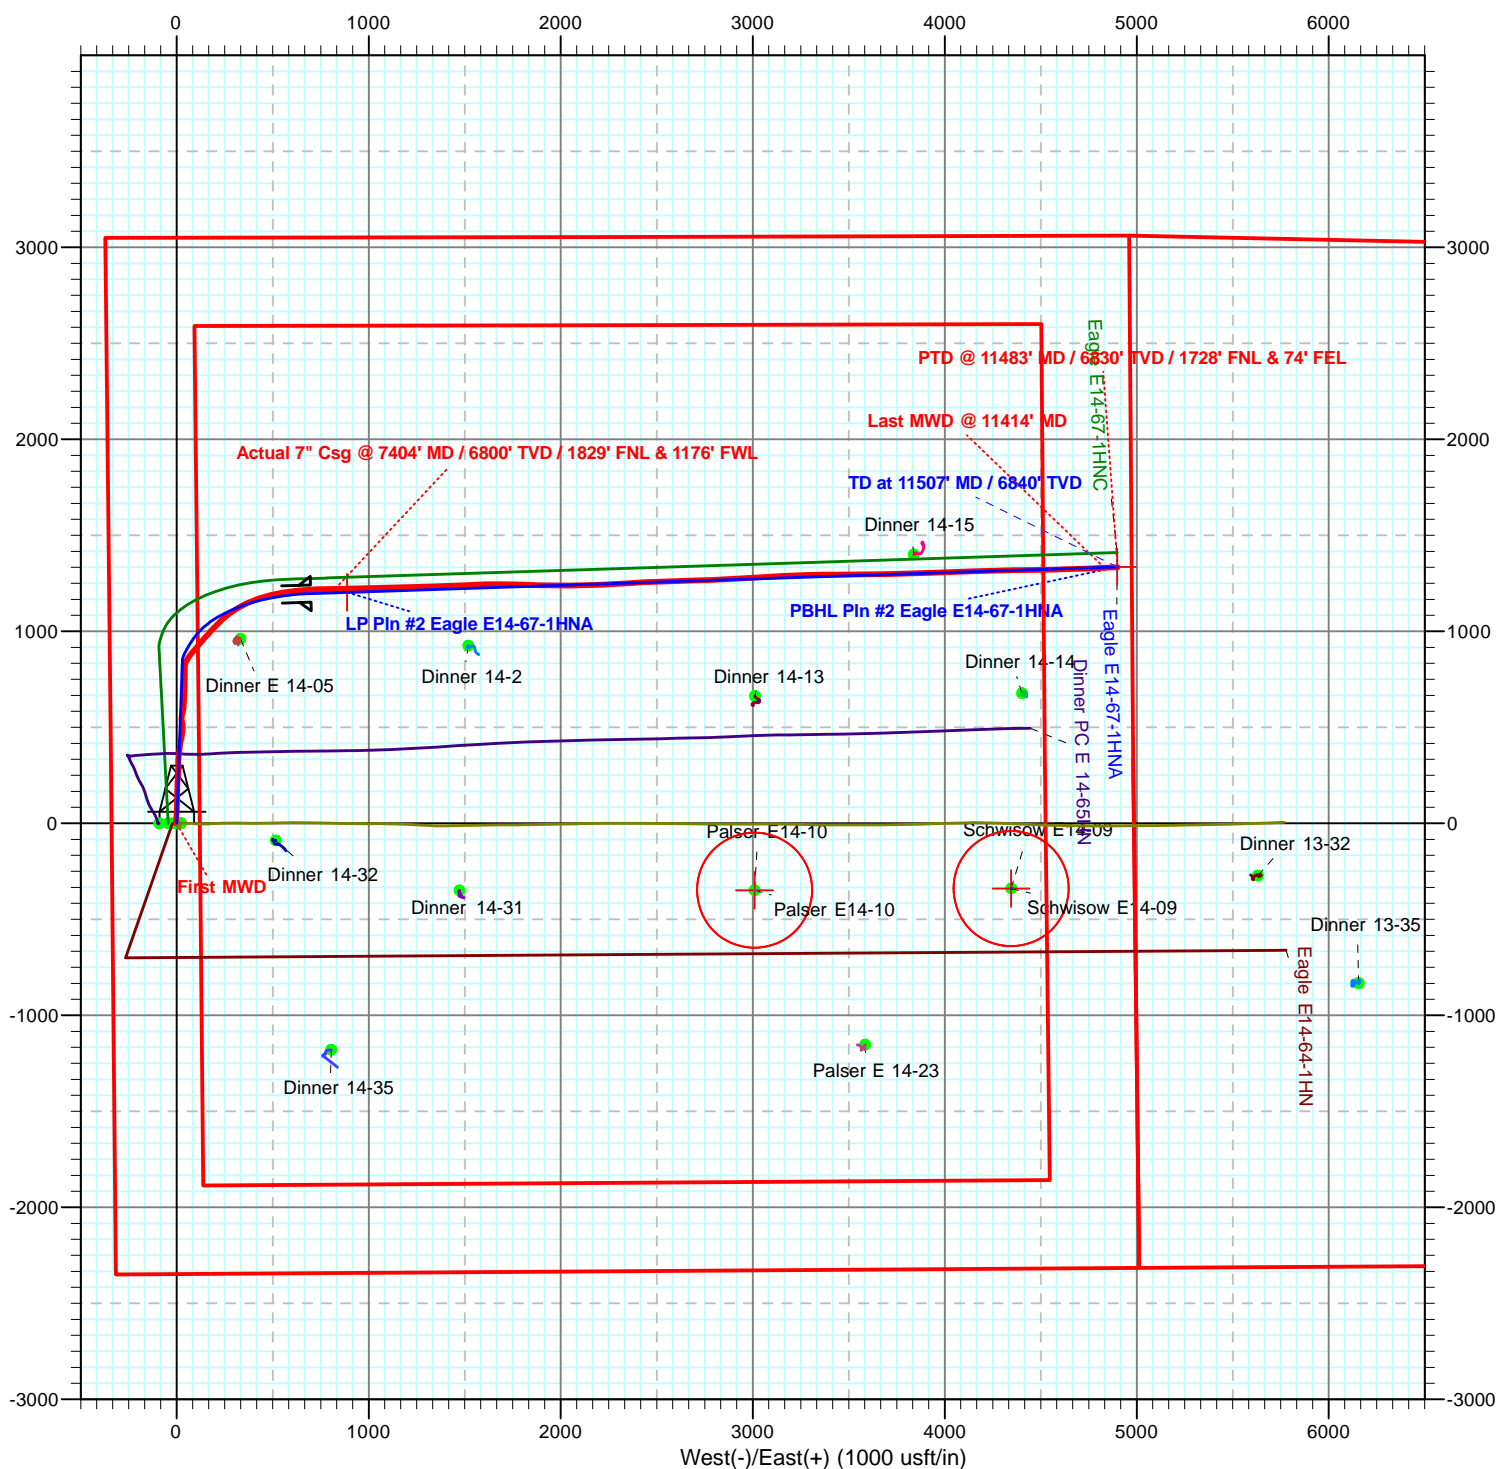 0 1000 2000 3000 4000 5000 6000
3000 3000
Eagle E14-67-1HNC
PTD @ 11483' MD / 6830' TVD / 1728' FNL & 74' FEL
2000 2000
Last MWD @ 11414' MD
Actual 7" Csg @ 7404' MD / 6800' TVD / 1829' FNL & 1176' FWL
TD at 11507' MD / 6840' TVD
Dinner 14-15
1000 1000
PBHL Pln #2 Eagle E14-67-1HNA
LP Pln #2 Eagle E14-67-1HNA
Eagle E14-67-1HNA
Dinner E 14-05
Dinner 14-2
Dinner 14-13
Dinner 14-14
Dinner PC E 14-65HN
0 0
Palser E14-10
Schwisow E14-09
Dinner 13-32
Dinner 14-32
First MWD
Dinner 14-31
Palser E14-10
Schwisow E14-09
Dinner 13-35
Eagle E14-64-1HN
-1000 -1000
Palser E 14-23
Dinner 14-35
-2000 -2000
-3000 -3000
0 1000 2000 3000 4000 5000 6000
West(-)/East(+) (1000 usft/in)